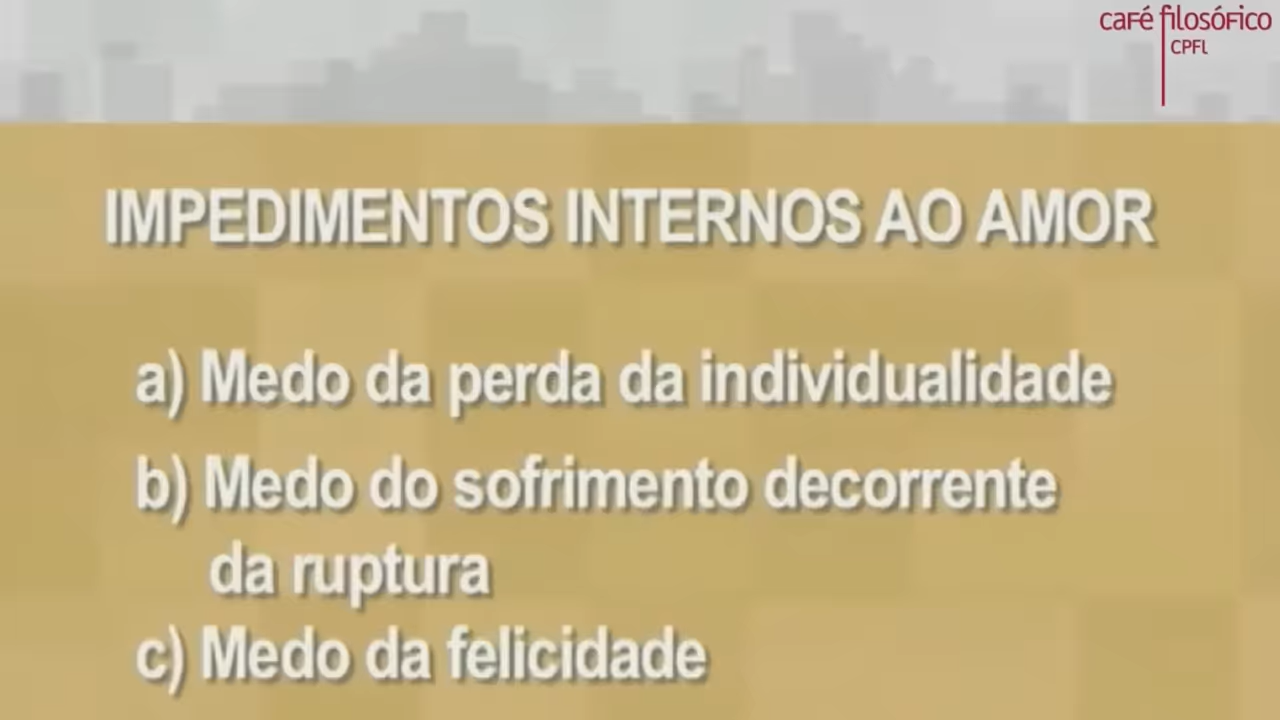 café filosófico
CPFL
IMPEDIMENTOS INTERNOS AO AMOR
a) Medo da perda da individualidade
b) Medo do sofrimento decorrente
da ruptura
c) Medo da felicidade